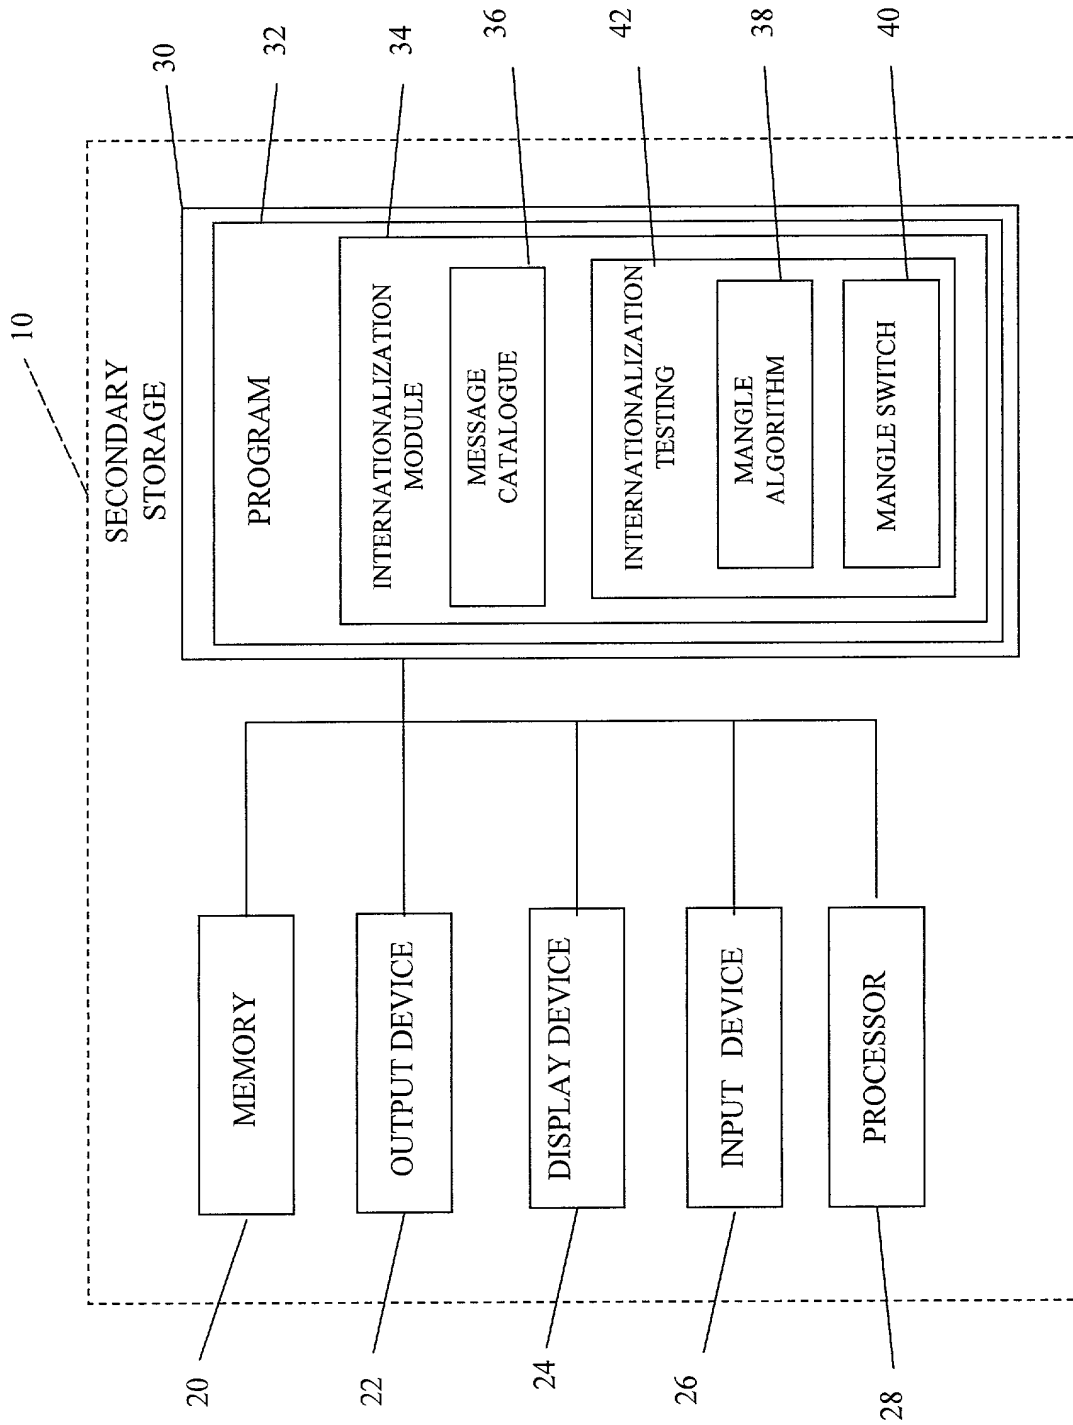 10
SECONDARY
STORAGE
30
PROGRAM
32
INTERNATIONALIZATION
MODULE
34
MESSAGE
CATALOGUE
36
INTERNATIONALIZATION
TESTING
42
MANGLE
ALGORITHM
38
MANGLE SWITCH
40
MEMORY
20
OUTPUT DEVICE
22
DISPLAY DEVICE
24
INPUT DEVICE
26
PROCESSOR
28